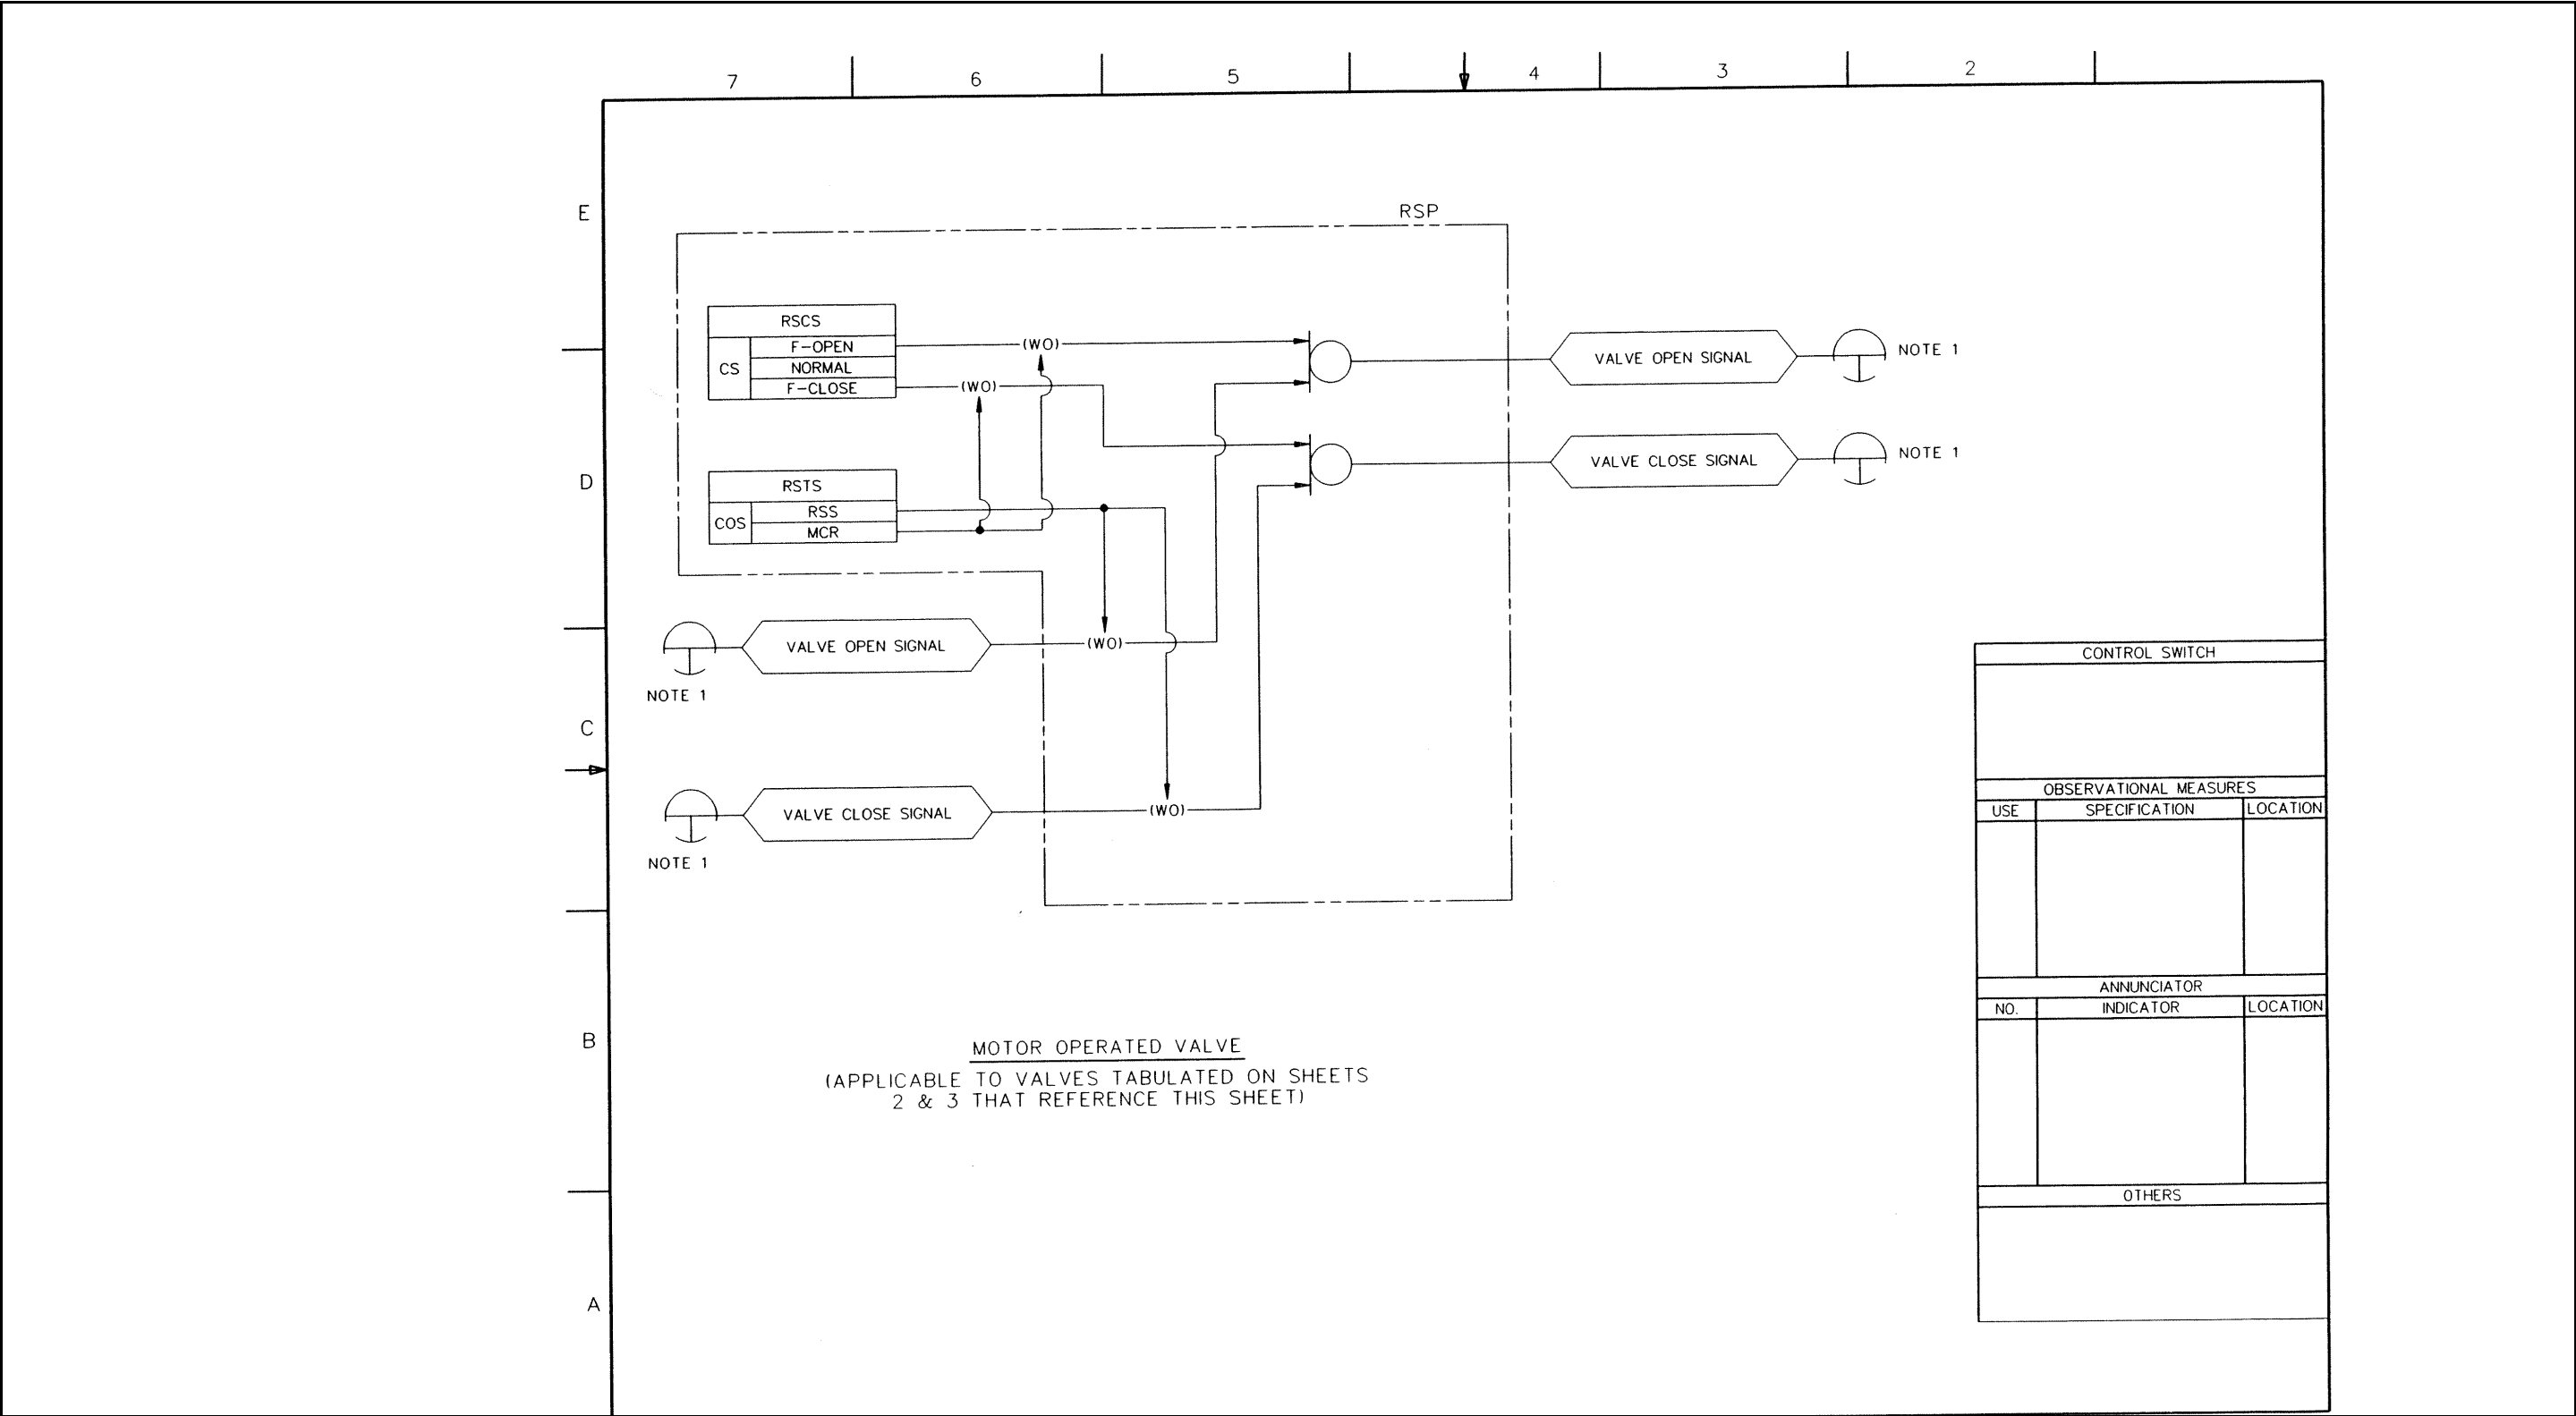 7 6 5 4 3 2
E
RSP
RSCS
F-OPEN
CS NORMAL
F-CLOSE
(WO)
(WO)
VALVE OPEN SIGNAL
NOTE 1
VALVE CLOSE SIGNAL
NOTE 1
D
RSTS
RSS
COS
MCR
VALVE OPEN SIGNAL
(WO)
NOTE 1
C
VALVE CLOSE SIGNAL
(WO)
NOTE 1
CONTROL SWITCH
OBSERVATIONAL MEASURES
USE SPECIFICATION LOCATION
ANNUNCIATOR
NO. INDICATOR LOCATION
OTHERS
B
MOTOR OPERATED VALVE
(APPLICABLE TO VALVES TABULATED ON SHEETS
2 & 3 THAT REFERENCE THIS SHEET)
A